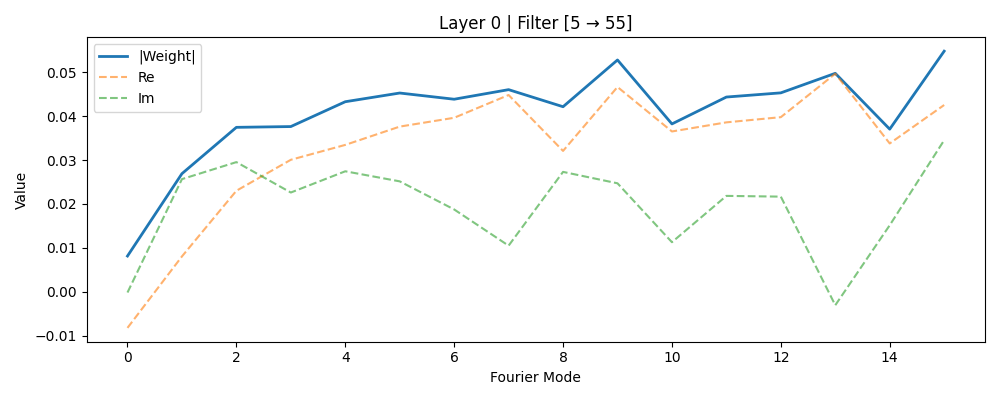 Layer 0 | Filter [5 → 55]
|Weight|
Re
Im
Value
0.05
0.04
0.03
0.02
0.01
0.00
−0.01
0 2 4 6 8 10 12 14
Fourier Mode